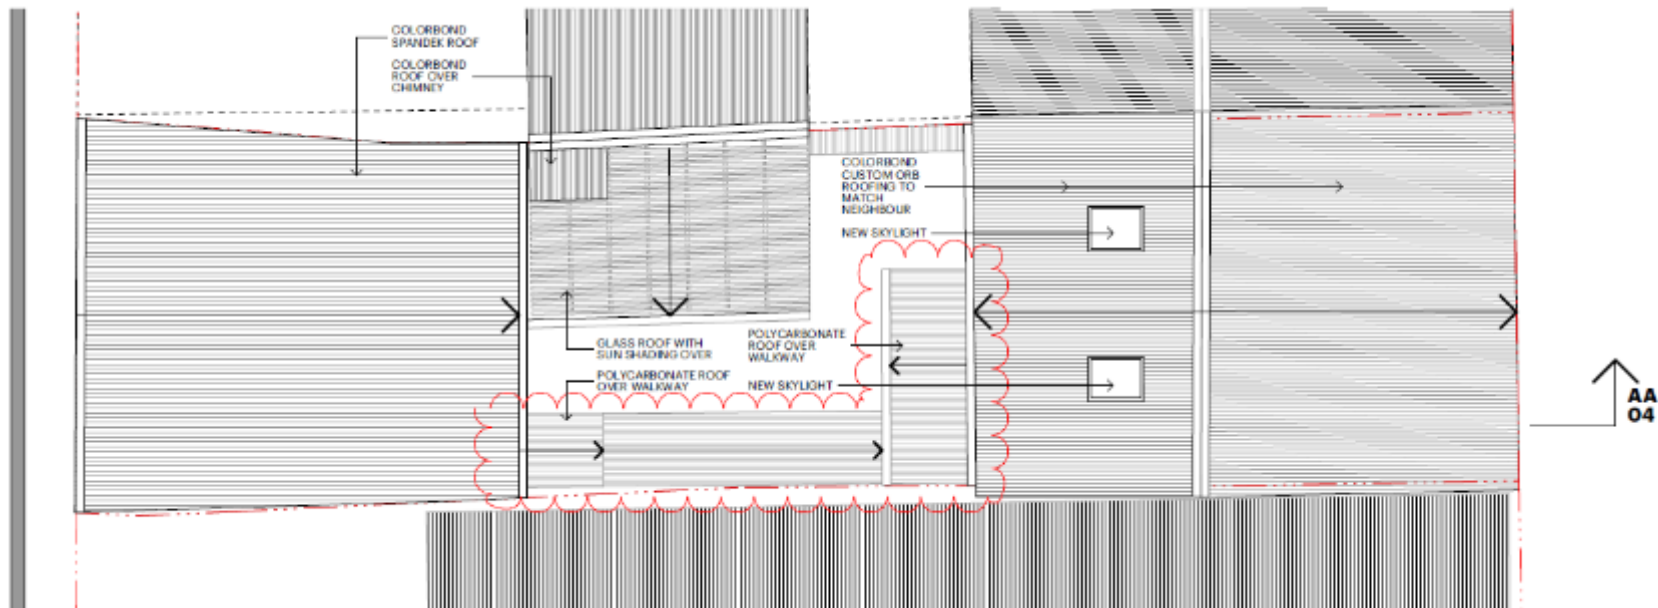 COLORBOND
SPANDEK ROOF
COLORBOND
ROOF OVER
CHIMNEY
COLORBOND
CUSTOM ORB
ROOFING TO
MATCH
NEIGHBOUR
NEW SKYLIGHT
GLASS ROOF WITH
SUN SHADING OVER
POLYCARBONATE
ROOF OVER
WALKWAY
POLYCARBONATE ROOF
OVER WALKWAY
NEW SKYLIGHT
AA
04